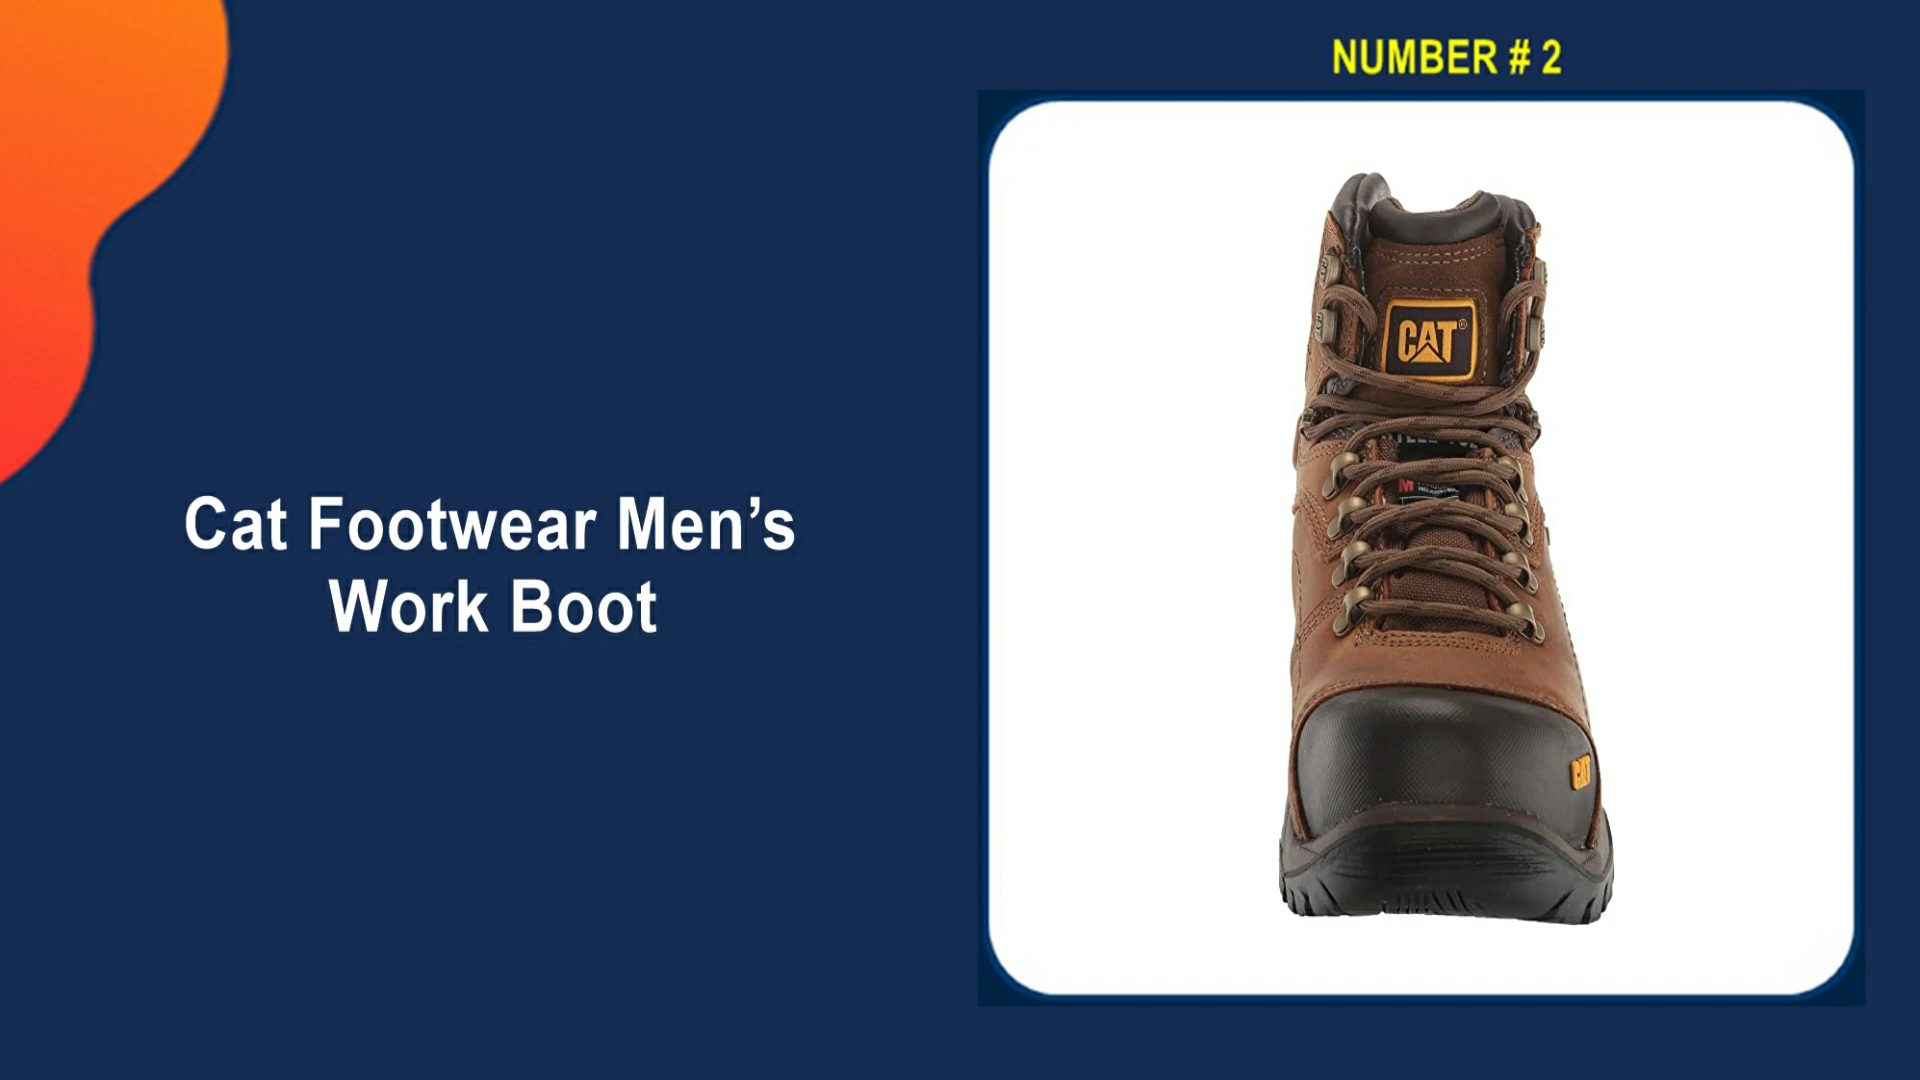 NUMBER # 2
Cat Footwear Men’s
Work Boot
CAT®
CAT